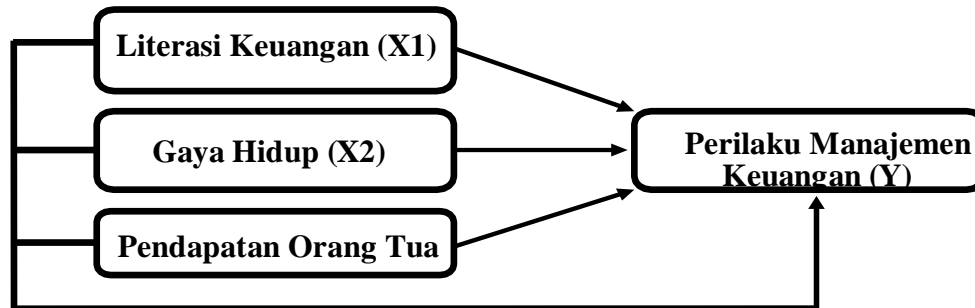 Literasi Keuangan (X1)
Gaya Hidup (X2)
Pendapatan Orang Tua
Perilaku Manajemen
Keuangan (Y)